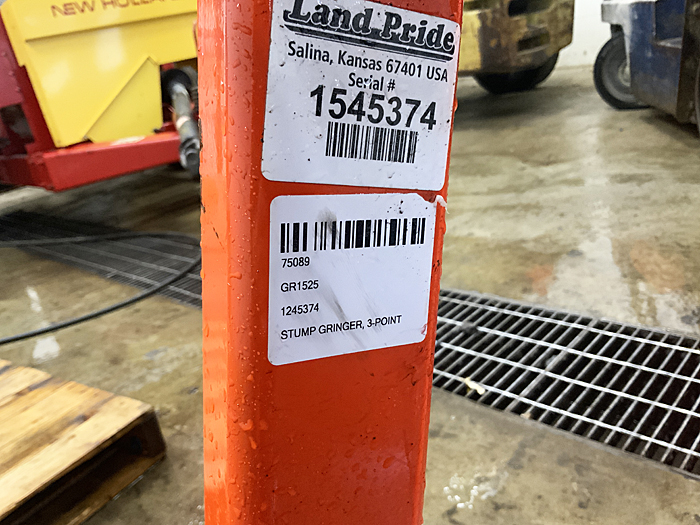 NEW HOLLAND
Land Pride
Salina, Kansas 67401 USA
Serial #
1545374
75089
GR1525
1245374
STUMP GRINGER, 3-POINT